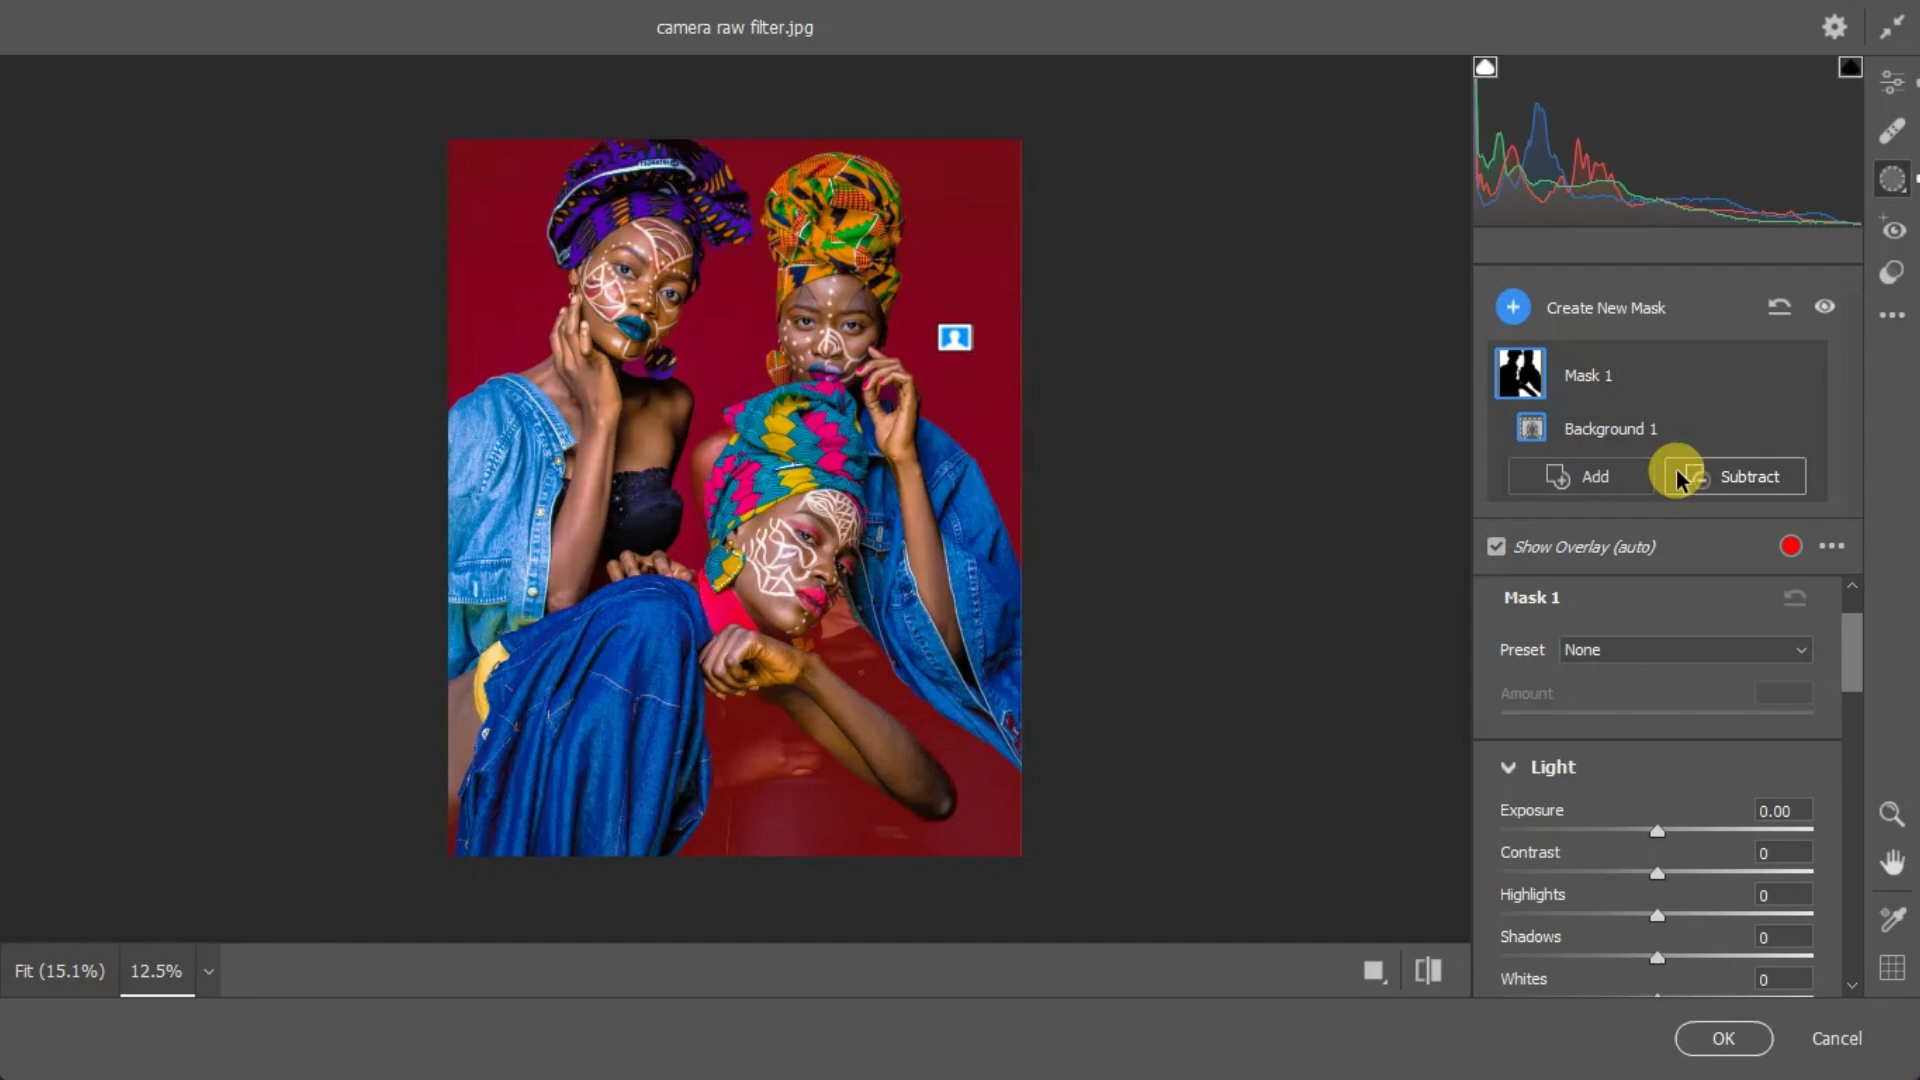 camera raw filter.jpg
Create New Mask
Mask 1
Background 1
Add
Subtract
Show Overlay (auto)
Mask 1
Preset None
Amount
Light
Exposure 0.00
Contrast 0
Highlights 0
Shadows 0
Whites 0
Fit (15.1%) 12.5%
OK Cancel